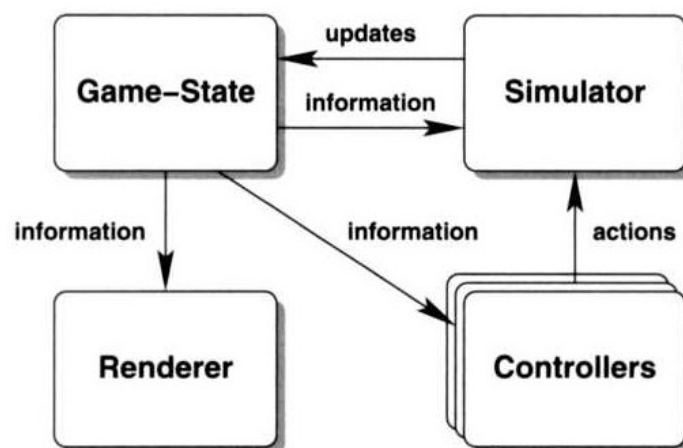 updates
Game–State
Simulator
information
information
information
actions
Renderer
Controllers